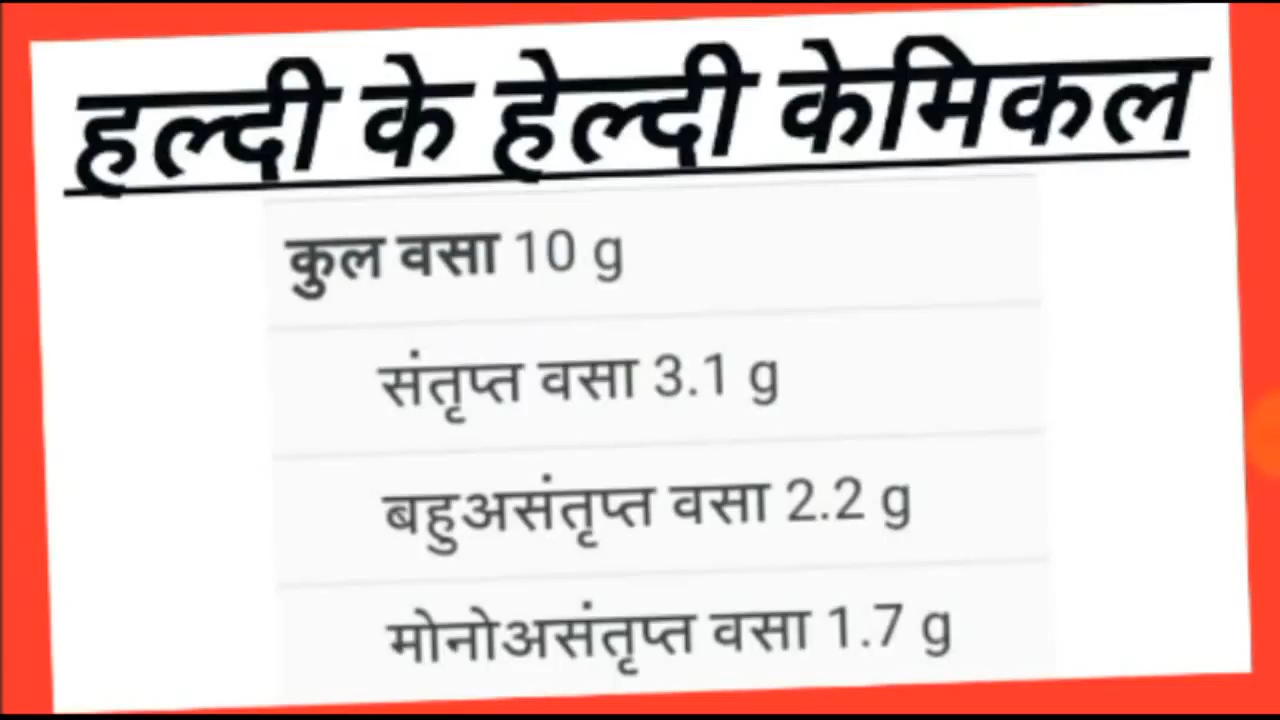 हल्दी के हेल्दी केमिकल
कुल वसा 10 g
संतृप्त वसा 3.1 g
बहुअसंतृप्त वसा 2.2 g
मोनोअसंतृप्त वसा 1.7 g